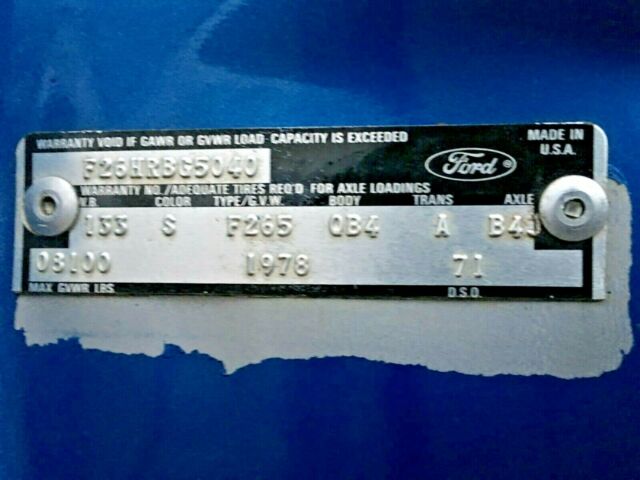 WARRANTY VOID IF GAWR OR GVWR LOAD CAPACITY IS EXCEEDED
MADE IN U.S.A.
F26HRBG5040
Ford ®
WARRANTY NO./ADEQUATE TIRES REQ'D FOR AXLE LOADINGS
W.B. COLOR TYPE/G.V.W. BODY TRANS AXLE
133 S F265 QB4 A
08100 1978 71
MAX GVWR LBS D.S.O.